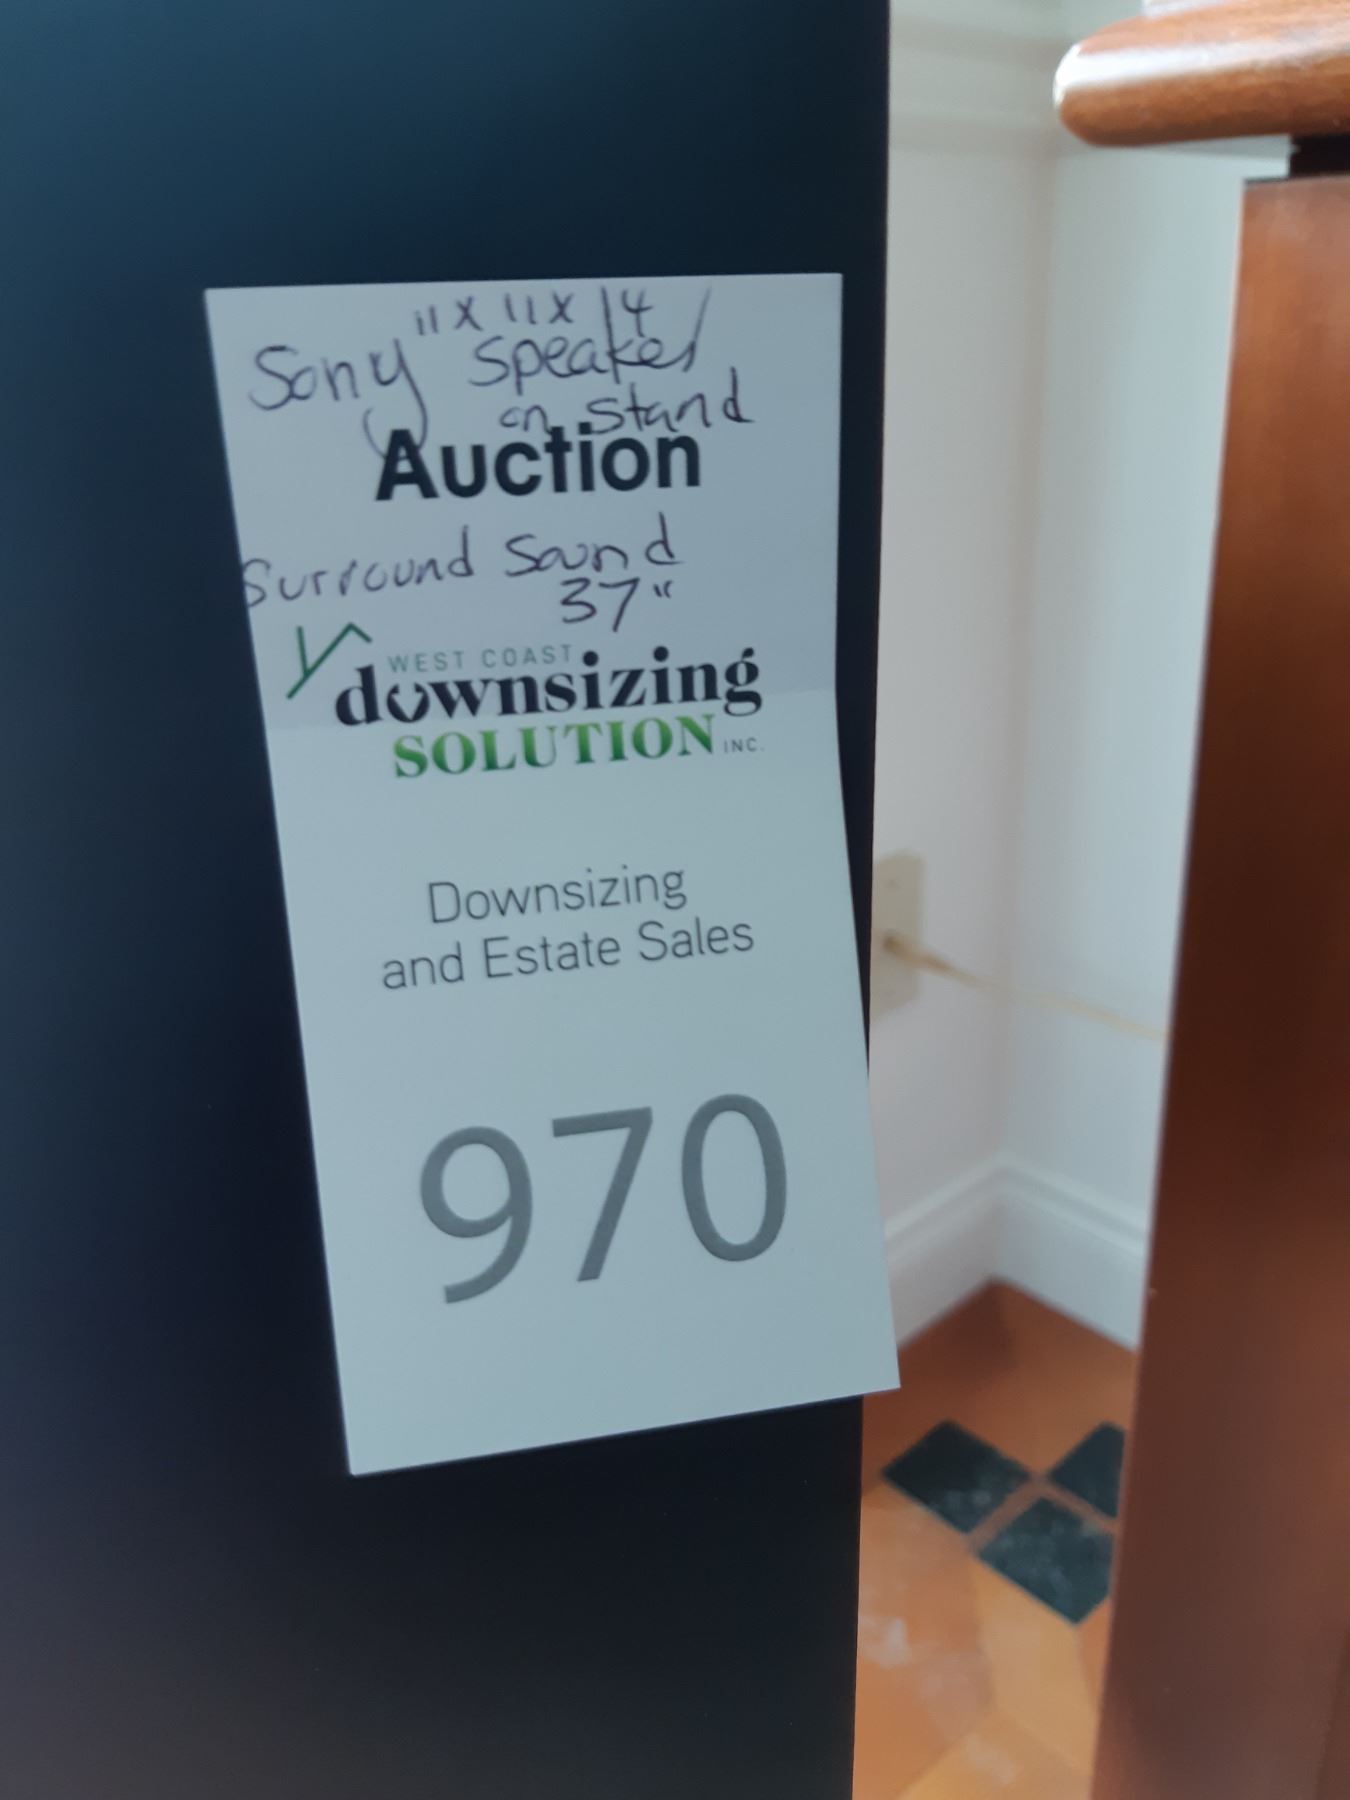 11 x 11 x 14
Sony speaker
on stand
Auction
Surround Sound
37"
WEST COAST
downsizing
SOLUTION INC.
Downsizing
and Estate Sales
970